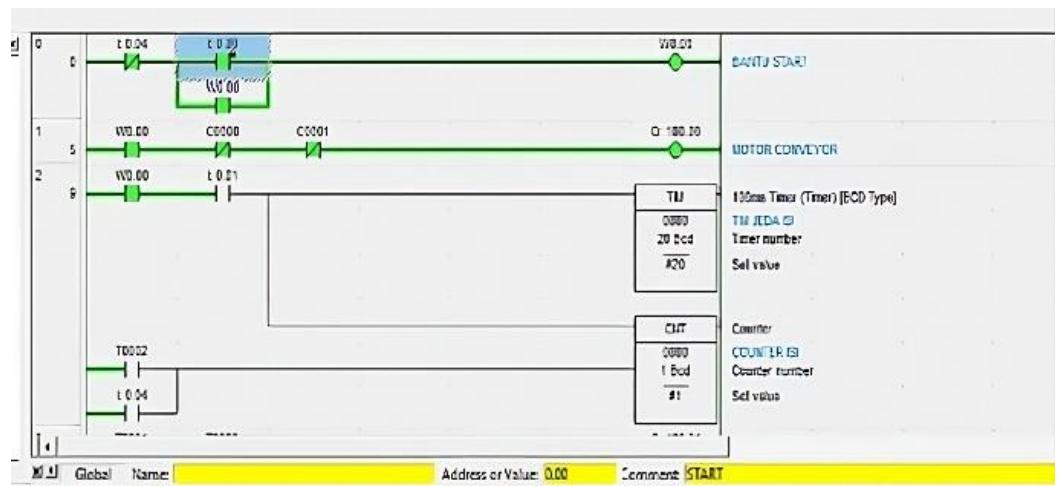 0
0
I: 0.04
I: 0.00
W0.00
BANTU START
W0.00
1
5
W0.00
C0000
C0001
Q: 100.00
MOTOR CONVEYOR
2
9
W0.00
I: 0.01
TIM
100ms Timer (Timer) [BCD Type]
0000
TIM JEDA ISI
20 Bcd
Timer number
#20
Set value
CNT
Counter
T0002
0000
COUNTER ISI
1 Bcd
Counter number
I: 0.04
#1
Set value
Global Name: Address or Value: 0.00 Comment: START